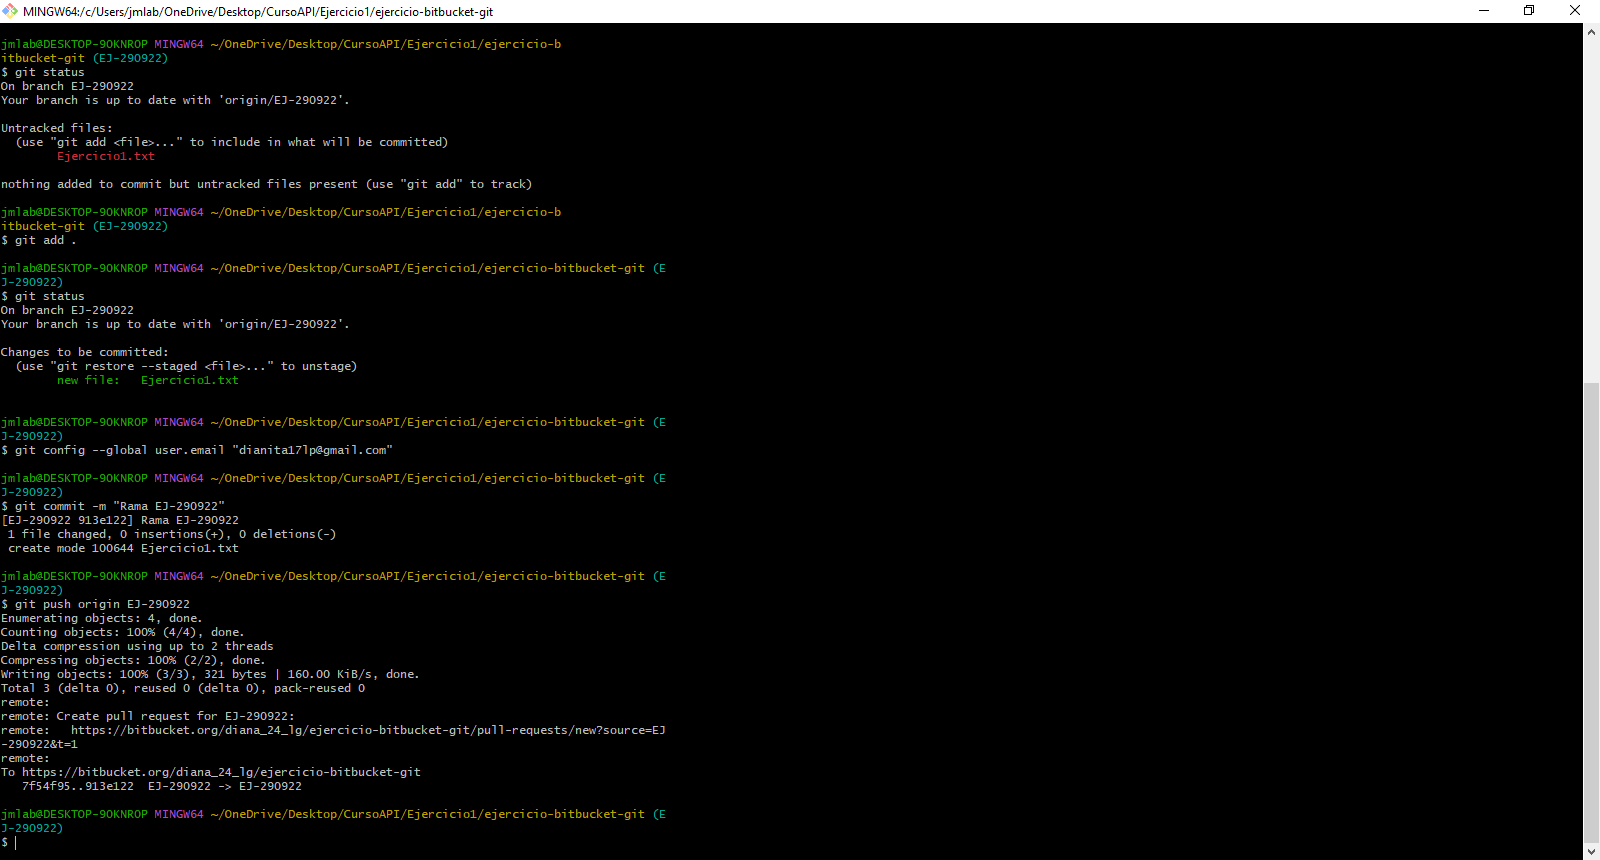 MINGW64:/c/Users/jmlab/OneDrive/Desktop/CursoAPI/Ejercicio1/ejercicio-bitbucket-git
jmlab@DESKTOP-9OKNROP MINGW64 ~/OneDrive/Desktop/CursoAPI/Ejercicio1/ejercicio-b
itbucket-git (EJ-290922)
$ git status
On branch EJ-290922
Your branch is up to date with 'origin/EJ-290922'.
Untracked files:
  (use "git add <file>..." to include in what will be committed)
        Ejercicio1.txt
nothing added to commit but untracked files present (use "git add" to track)
jmlab@DESKTOP-9OKNROP MINGW64 ~/OneDrive/Desktop/CursoAPI/Ejercicio1/ejercicio-b
itbucket-git (EJ-290922)
$ git add .
jmlab@DESKTOP-9OKNROP MINGW64 ~/OneDrive/Desktop/CursoAPI/Ejercicio1/ejercicio-bitbucket-git (E
J-290922)
$ git status
On branch EJ-290922
Your branch is up to date with 'origin/EJ-290922'.
Changes to be committed:
  (use "git restore --staged <file>..." to unstage)
        new file:   Ejercicio1.txt
jmlab@DESKTOP-9OKNROP MINGW64 ~/OneDrive/Desktop/CursoAPI/Ejercicio1/ejercicio-bitbucket-git (E
J-290922)
$ git config --global user.email "dianita17lp@gmail.com"
jmlab@DESKTOP-9OKNROP MINGW64 ~/OneDrive/Desktop/CursoAPI/Ejercicio1/ejercicio-bitbucket-git (E
J-290922)
$ git commit -m "Rama EJ-290922"
[EJ-290922 913e122] Rama EJ-290922
 1 file changed, 0 insertions(+), 0 deletions(-)
 create mode 100644 Ejercicio1.txt
jmlab@DESKTOP-9OKNROP MINGW64 ~/OneDrive/Desktop/CursoAPI/Ejercicio1/ejercicio-bitbucket-git (E
J-290922)
$ git push origin EJ-290922
Enumerating objects: 4, done.
Counting objects: 100% (4/4), done.
Delta compression using up to 2 threads
Compressing objects: 100% (2/2), done.
Writing objects: 100% (3/3), 321 bytes | 160.00 KiB/s, done.
Total 3 (delta 0), reused 0 (delta 0), pack-reused 0
remote:
remote: Create pull request for EJ-290922:
remote:   https://bitbucket.org/diana_24_lg/ejercicio-bitbucket-git/pull-requests/new?source=EJ
-290922&t=1
remote:
To https://bitbucket.org/diana_24_lg/ejercicio-bitbucket-git
   7f54f95..913e122  EJ-290922 -> EJ-290922
jmlab@DESKTOP-9OKNROP MINGW64 ~/OneDrive/Desktop/CursoAPI/Ejercicio1/ejercicio-bitbucket-git (E
J-290922)
$